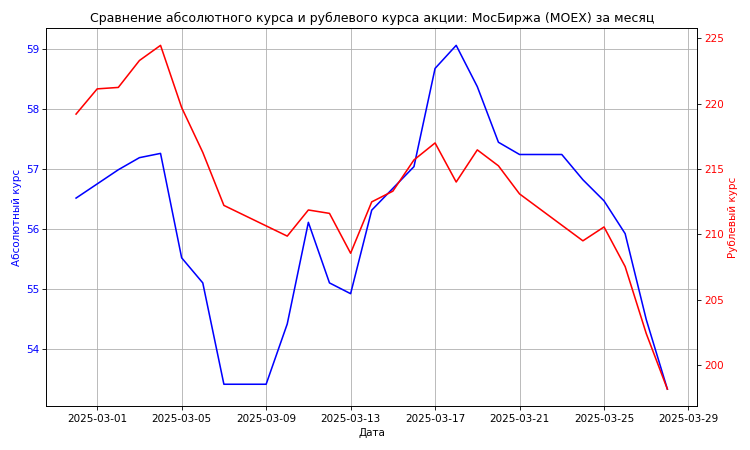 Сравнение абсолютного курса и рублевого курса акции: МосБиржа (MOEX) за месяц
59
58
57
56
55
54
Абсолютный курс
225
220
215
210
205
200
Рублевый курс
2025-03-01 2025-03-05 2025-03-09 2025-03-13 2025-03-17 2025-03-21 2025-03-25 2025-03-29
Дата